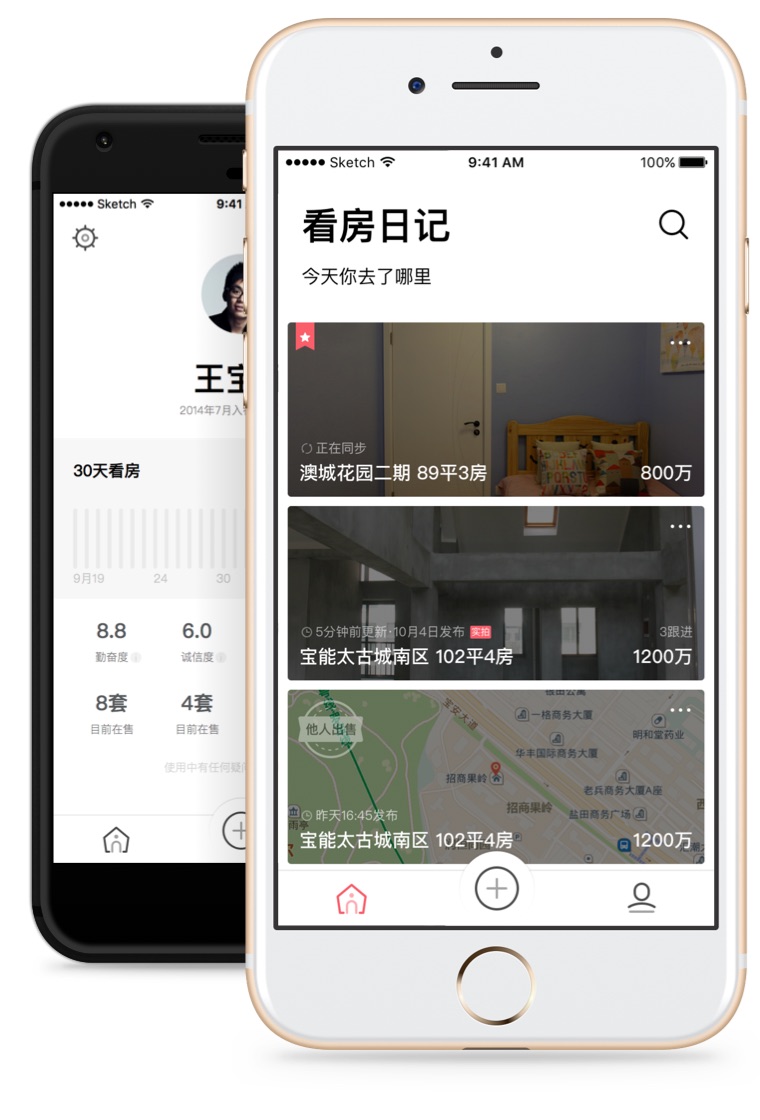 Sketch 9:41 AM 100%
看房日记
今天你去了哪里
正在同步
澳城花园二期 89平3房 800万
5分钟前更新·10月4日发布 实拍 3跟进
宝能太古城南区 102平4房 1200万
他人出售
宝安大道
一格商务大厦
明和堂药业
华丰国际商务大厦
招商果岭
老兵商务大厦A座
招商果岭
盐田商务广场
昨天16:45发布
宝能太古城南区 102平4房 1200万
Sketch 9:41
王宝
2014年7月入
30天看房
9月19 24 30
8.8 6.0
勤奋度 诚信度
8套 4套
目前在售 目前在售
使用中有任何疑问